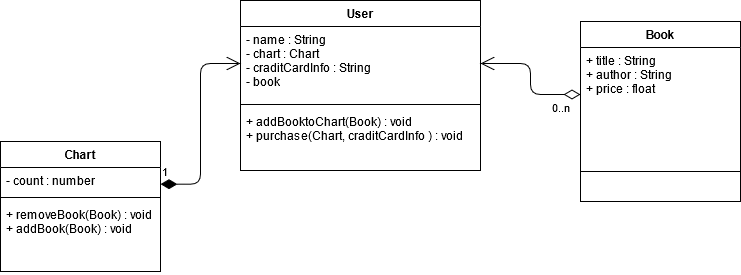 User
- name : String
- chart : Chart
- craditCardInfo : String
- book
+ addBooktoChart(Book) : void
+ purchase(Chart, craditCardInfo ) : void
Book
+ title : String
+ author : String
+ price : float
0..n
Chart
1
- count : number
+ removeBook(Book) : void
+ addBook(Book) : void